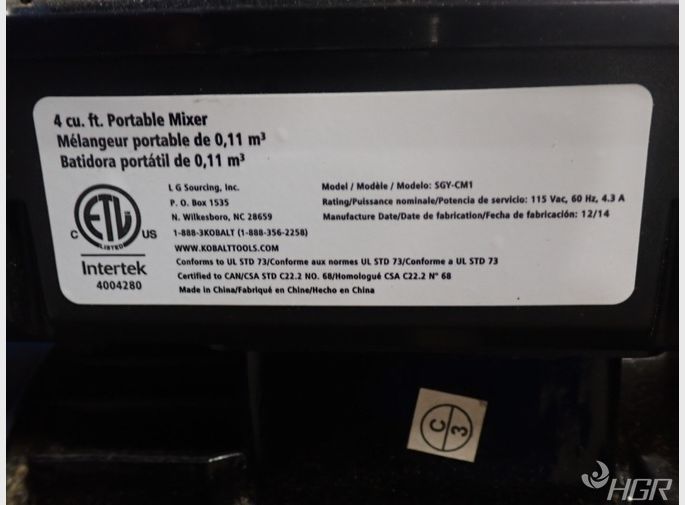 4 cu. ft. Portable Mixer
Mélangeur portable de 0,11 m³
Batidora portátil de 0,11 m³
C ETL US
LISTED
Intertek
4004280
L G Sourcing, Inc.
P. O. Box 1535
N. Wilkesboro, NC 28659
1-888-3KOBALT (1-888-356-2258)
WWW.KOBALTTOOLS.COM
Conforms to UL STD 73/Conforme aux normes UL STD 73/Conforme a UL STD 73
Certified to CAN/CSA STD C22.2 NO. 68/Homologué CSA C22.2 N° 68
Made in China/Fabriqué en Chine/Hecho en China
Model / Modèle / Modelo: SGY-CM1
Rating/Puissance nominale/Potencia de servicio: 115 Vac, 60 Hz, 4.3 A
Manufacture Date/Date de fabrication/Fecha de fabricación: 12/14
C
3
HGR